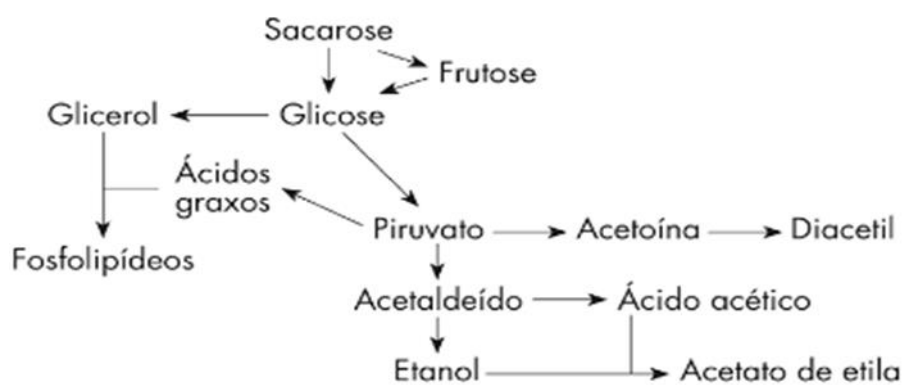 Sacarose
Frutose
Glicerol
Glicose
Ácidos
graxos
Piruvato
Acetoína
Diacetil
Fosfolipídeos
Acetaldeído
Ácido acético
Etanol
Acetato de etila